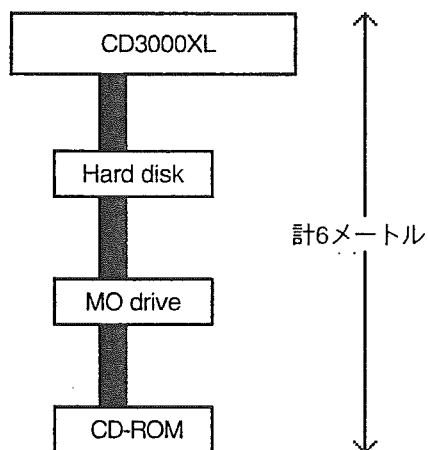 CD3000XL
Hard disk
計6メートル
MO drive
CD-ROM